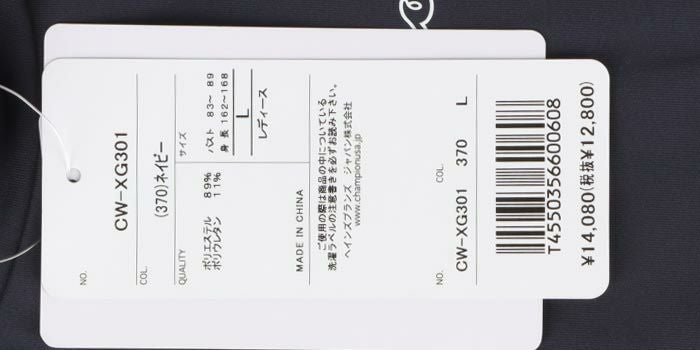 NO.
CW-XG301
COL.
(370)ネイビー
QUALITY
ポリエステル 89%
ポリウレタン 11%
サイズ
バスト 83~ 89
身 長 162~168
L
レディース
MADE IN CHINA
ご使用の際は商品の中についている
洗濯ラベルの注意書きを必ずお読み下さい。
ヘインズブランズ ジャパン株式会社
www.championusa.jp
NO.
COL.
CW-XG301 370 L
T4550356600608
¥14,080(税抜¥12,800)